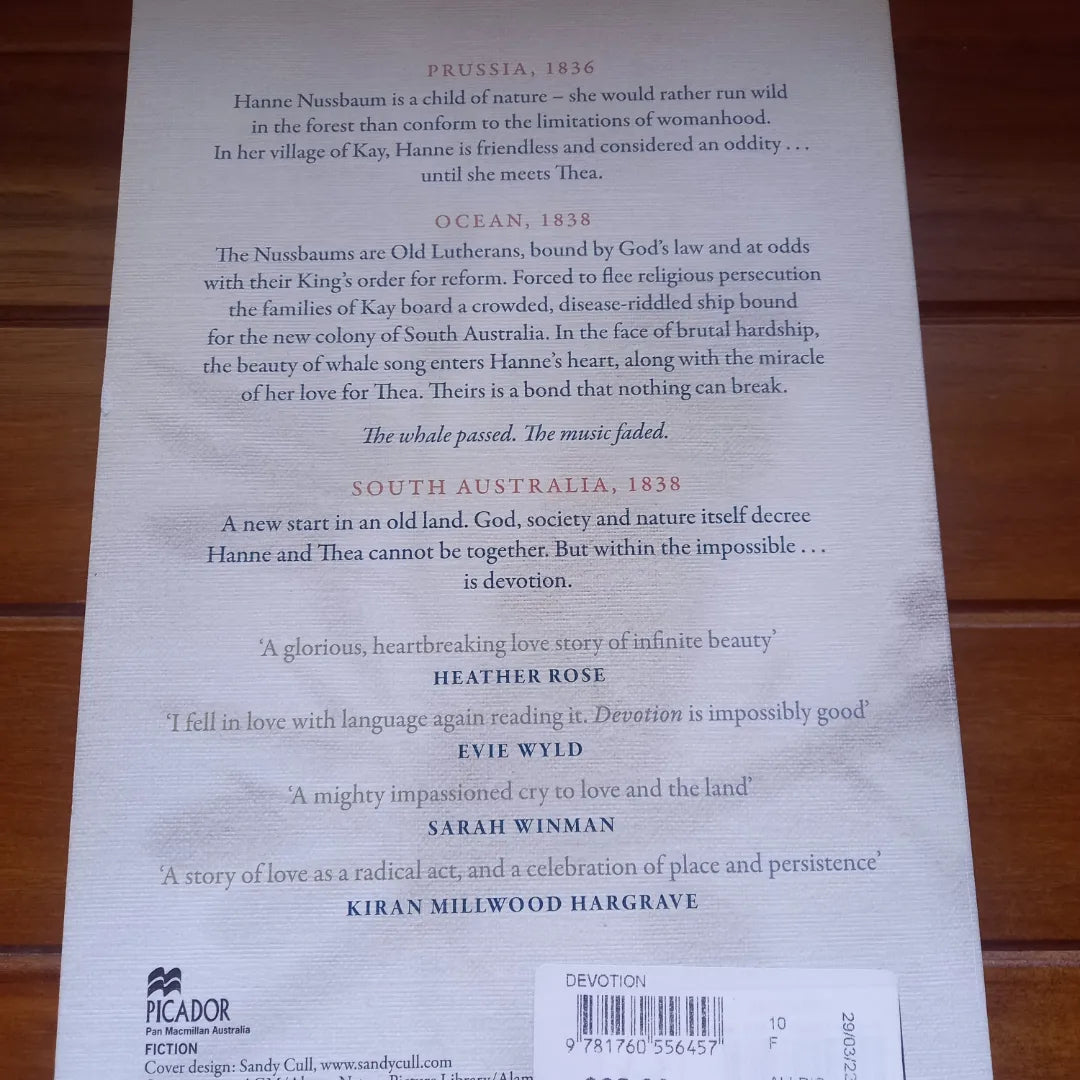 PRUSSIA, 1836
Hanne Nussbaum is a child of nature – she would rather run wild
in the forest than conform to the limitations of womanhood.
In her village of Kay, Hanne is friendless and considered an oddity . . .
until she meets Thea.
OCEAN, 1838
The Nussbaums are Old Lutherans, bound by God's law and at odds
with their King's order for reform. Forced to flee religious persecution
the families of Kay board a crowded, disease-riddled ship bound
for the new colony of South Australia. In the face of brutal hardship,
the beauty of whale song enters Hanne's heart, along with the miracle
of her love for Thea. Theirs is a bond that nothing can break.
The whale passed. The music faded.
SOUTH AUSTRALIA, 1838
A new start in an old land. God, society and nature itself decree
Hanne and Thea cannot be together. But within the impossible . . .
is devotion.
'A glorious, heartbreaking love story of infinite beauty'
HEATHER ROSE
'I fell in love with language again reading it. Devotion is impossibly good'
EVIE WYLD
'A mighty impassioned cry to love and the land'
SARAH WINMAN
'A story of love as a radical act, and a celebration of place and persistence'
KIRAN MILLWOOD HARGRAVE
PICADOR
Pan Macmillan Australia
FICTION
Cover design: Sandy Cull, www.sandycull.com
DEVOTION
9 781760 556457
10
F
29/03/22